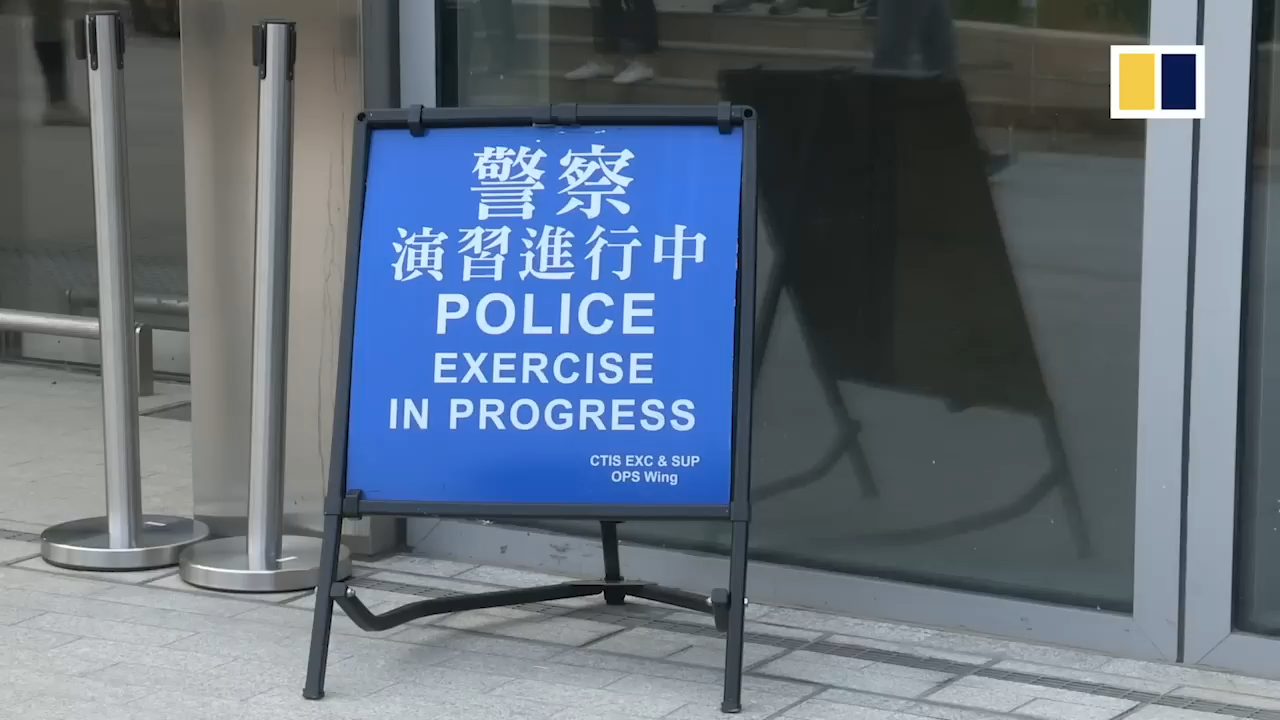 警察
演習進行中
POLICE
EXERCISE
IN PROGRESS
CTIS EXC & SUP
OPS Wing